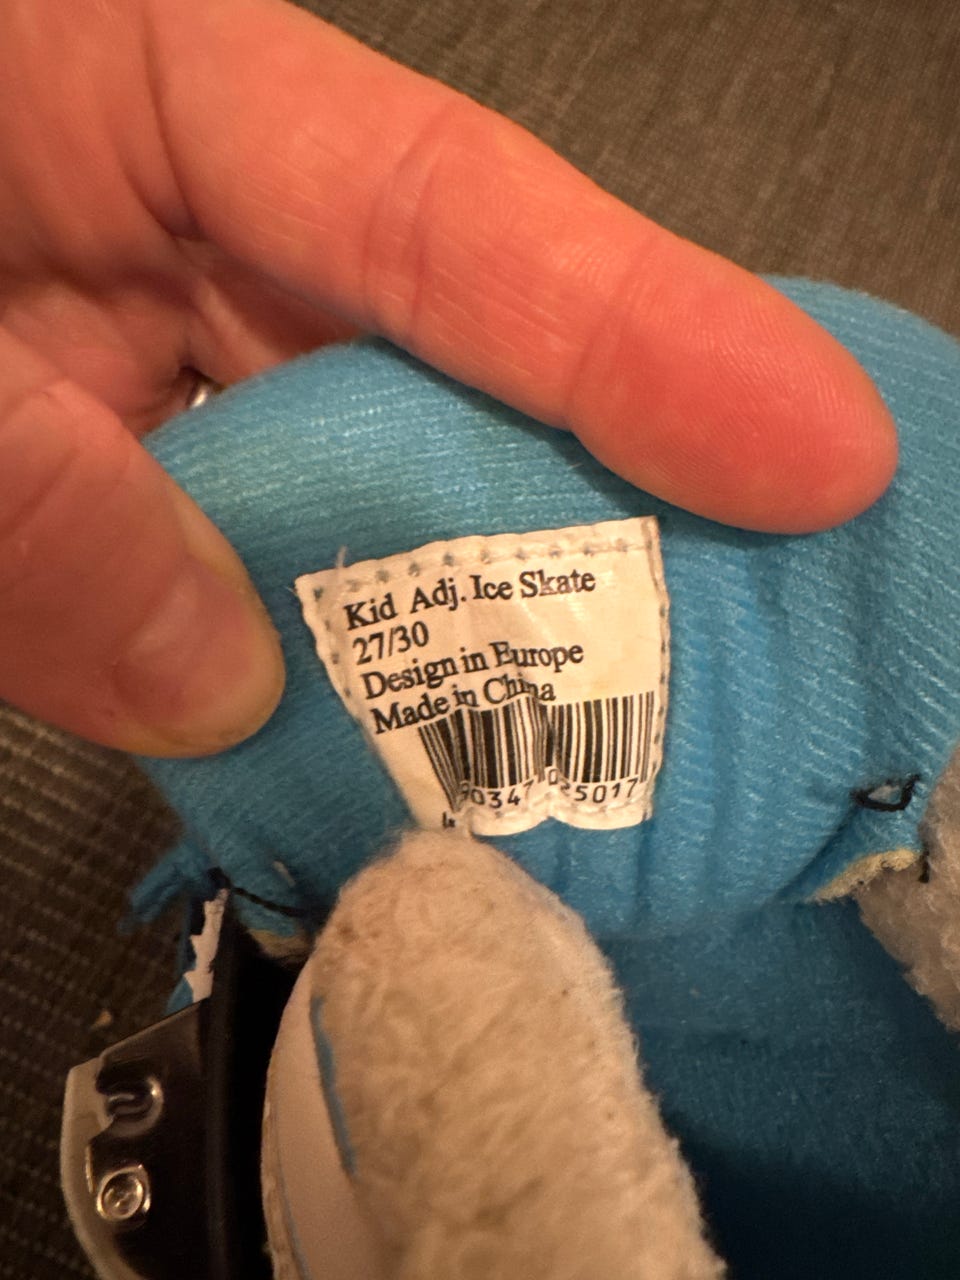 Kid Adj. Ice Skate
27/30
Design in Europe
Made in China